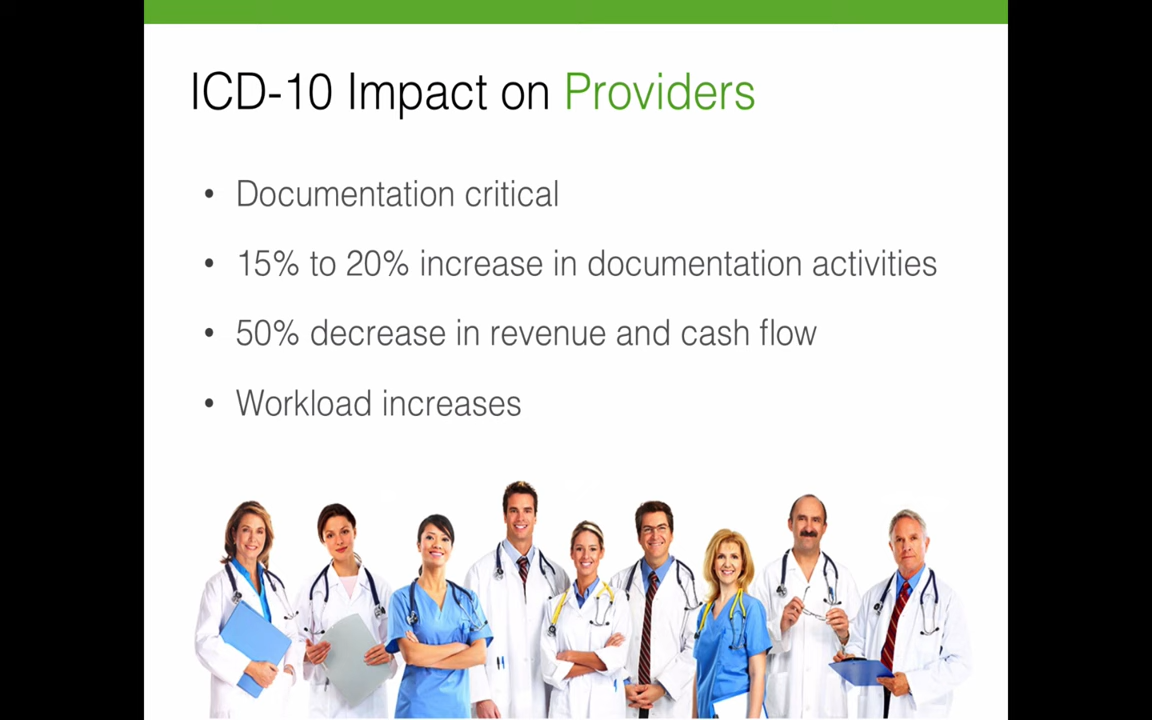 ICD-10 Impact on Providers
• Documentation critical
• 15% to 20% increase in documentation activities
• 50% decrease in revenue and cash flow
• Workload increases